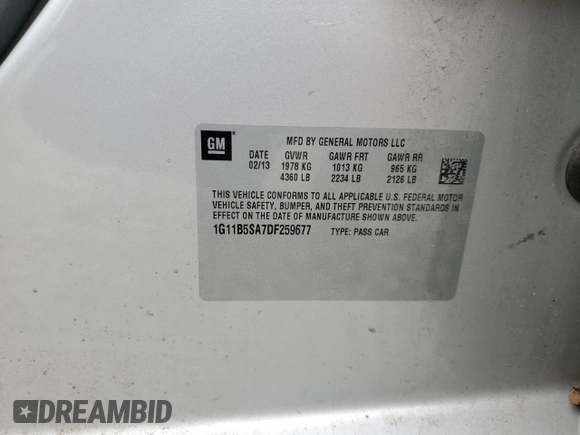 GM
MFD BY GENERAL MOTORS LLC
DATE GVWR GAWR FRT GAWR RR
02/13 1978 KG 1013 KG 965 KG
4360 LB 2234 LB 2126 LB
THIS VEHICLE CONFORMS TO ALL APPLICABLE U.S. FEDERAL MOTOR
VEHICLE SAFETY, BUMPER, AND THEFT PREVENTION STANDARDS IN
EFFECT ON THE DATE OF MANUFACTURE SHOWN ABOVE.
1G11B5SA7DF259677 TYPE: PASS CAR
DREAMBID